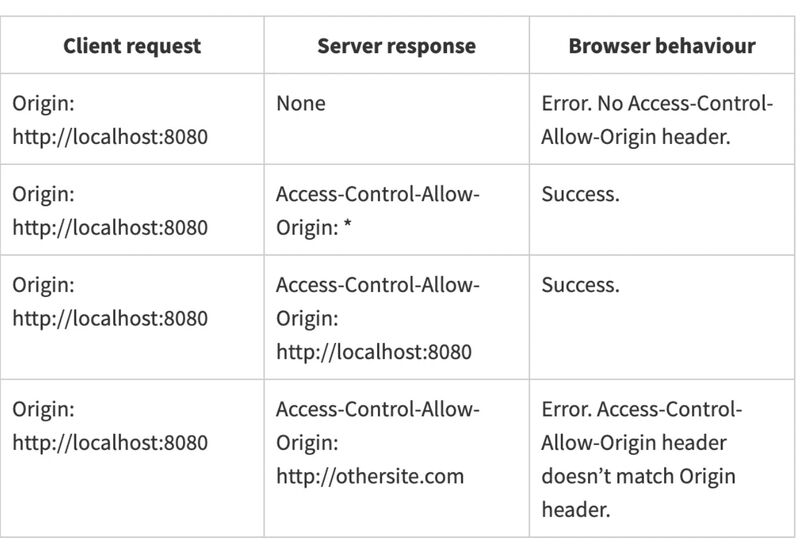 Client request
Server response
Browser behaviour
Origin:
http://localhost:8080
None
Error. No Access-Control-
Allow-Origin header.
Origin:
http://localhost:8080
Access-Control-Allow-
Origin: *
Success.
Origin:
http://localhost:8080
Access-Control-Allow-
Origin:
http://localhost:8080
Success.
Origin:
http://localhost:8080
Access-Control-Allow-
Origin:
http://othersite.com
Error. Access-Control-
Allow-Origin header
doesn’t match Origin
header.